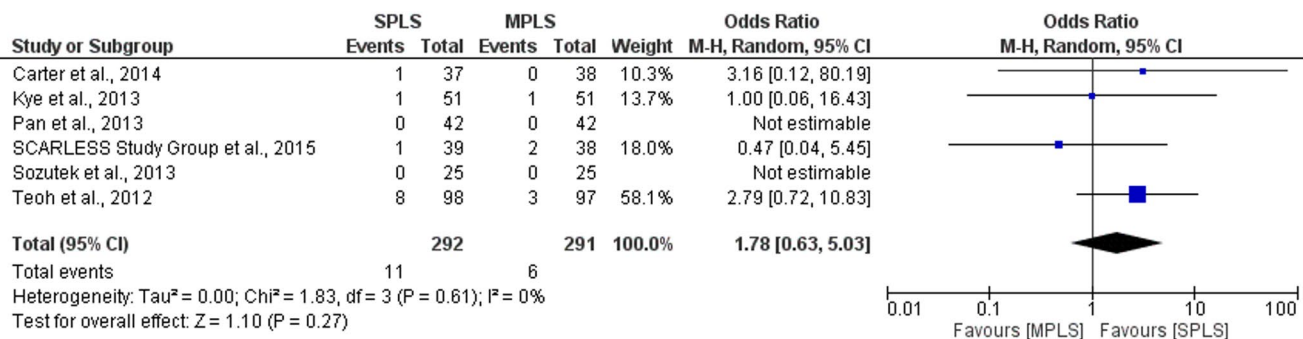 SPLS MPLS Odds Ratio Odds Ratio
Study or Subgroup Events Total Events Total Weight M-H, Random, 95% CI M-H, Random, 95% CI
Carter et al., 2014 1 37 0 38 10.3% 3.16 [0.12, 80.19]
Kye et al., 2013 1 51 1 51 13.7% 1.00 [0.06, 16.43]
Pan et al., 2013 0 42 0 42 Not estimable
SCARLESS Study Group et al., 2015 1 39 2 38 18.0% 0.47 [0.04, 5.45]
Sozutek et al., 2013 0 25 0 25 Not estimable
Teoh et al., 2012 8 98 3 97 58.1% 2.79 [0.72, 10.83]
Total (95% CI) 292 291 100.0% 1.78 [0.63, 5.03]
Total events 11 6
Heterogeneity: Tau² = 0.00; Chi² = 1.83, df = 3 (P = 0.61); I² = 0%
Test for overall effect: Z = 1.10 (P = 0.27)
0.01 0.1 1 10 100
Favours [MPLS] Favours [SPLS]